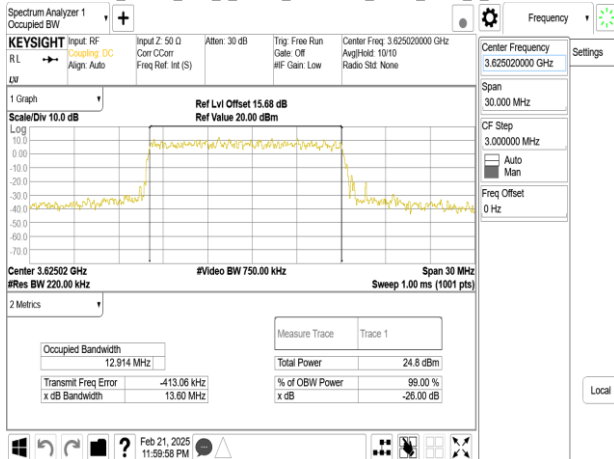 Spectrum Analyzer 1
Occupied BW
+
Frequency
KEYSIGHT
Input: RF
Input Z: 50 Ω
Atten: 30 dB
Trig: Free Run
Center Freq: 3.625020000 GHz
RL
Coupling: DC
Corr CCorr
Gate: Off
Avg|Hold: 10/10
Align: Auto
Freq Ref: Int (S)
#IF Gain: Low
Radio Std: None
LXI
Center Frequency
3.625020000 GHz
Settings
Span
30.000 MHz
CF Step
3.000000 MHz
Auto
Man
Freq Offset
0 Hz
Local
1 Graph
Scale/Div 10.0 dB
Ref Lvl Offset 15.68 dB
Ref Value 20.00 dBm
Log
10.0
0.00
-10.0
-20.0
-30.0
-40.0
-50.0
-60.0
-70.0
Center 3.62502 GHz
#Video BW 750.00 kHz
Span 30 MHz
#Res BW 220.00 kHz
Sweep 1.00 ms (1001 pts)
2 Metrics
Measure Trace
Trace 1
Occupied Bandwidth
12.914 MHz
Total Power
24.8 dBm
Transmit Freq Error
-413.06 kHz
% of OBW Power
99.00 %
x dB Bandwidth
13.60 MHz
x dB
-26.00 dB
?
Feb 21, 2025
11:59:58 PM